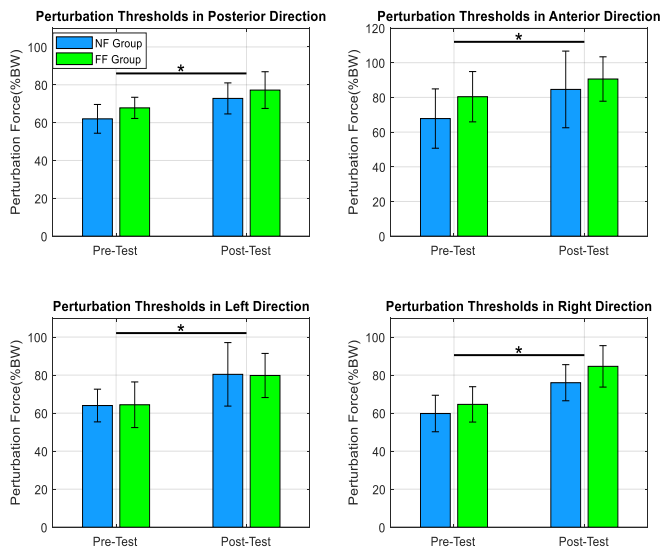 Perturbation Thresholds in Posterior Direction
Perturbation Force(%BW)
100
80
60
40
20
0
NF Group
FF Group
*
Pre-Test
Post-Test
Perturbation Thresholds in Anterior Direction
Perturbation Force(%BW)
120
100
80
60
40
20
0
*
Pre-Test
Post-Test
Perturbation Thresholds in Left Direction
Perturbation Force(%BW)
100
80
60
40
20
0
*
Pre-Test
Post-Test
Perturbation Thresholds in Right Direction
Perturbation Force(%BW)
100
80
60
40
20
0
*
Pre-Test
Post-Test